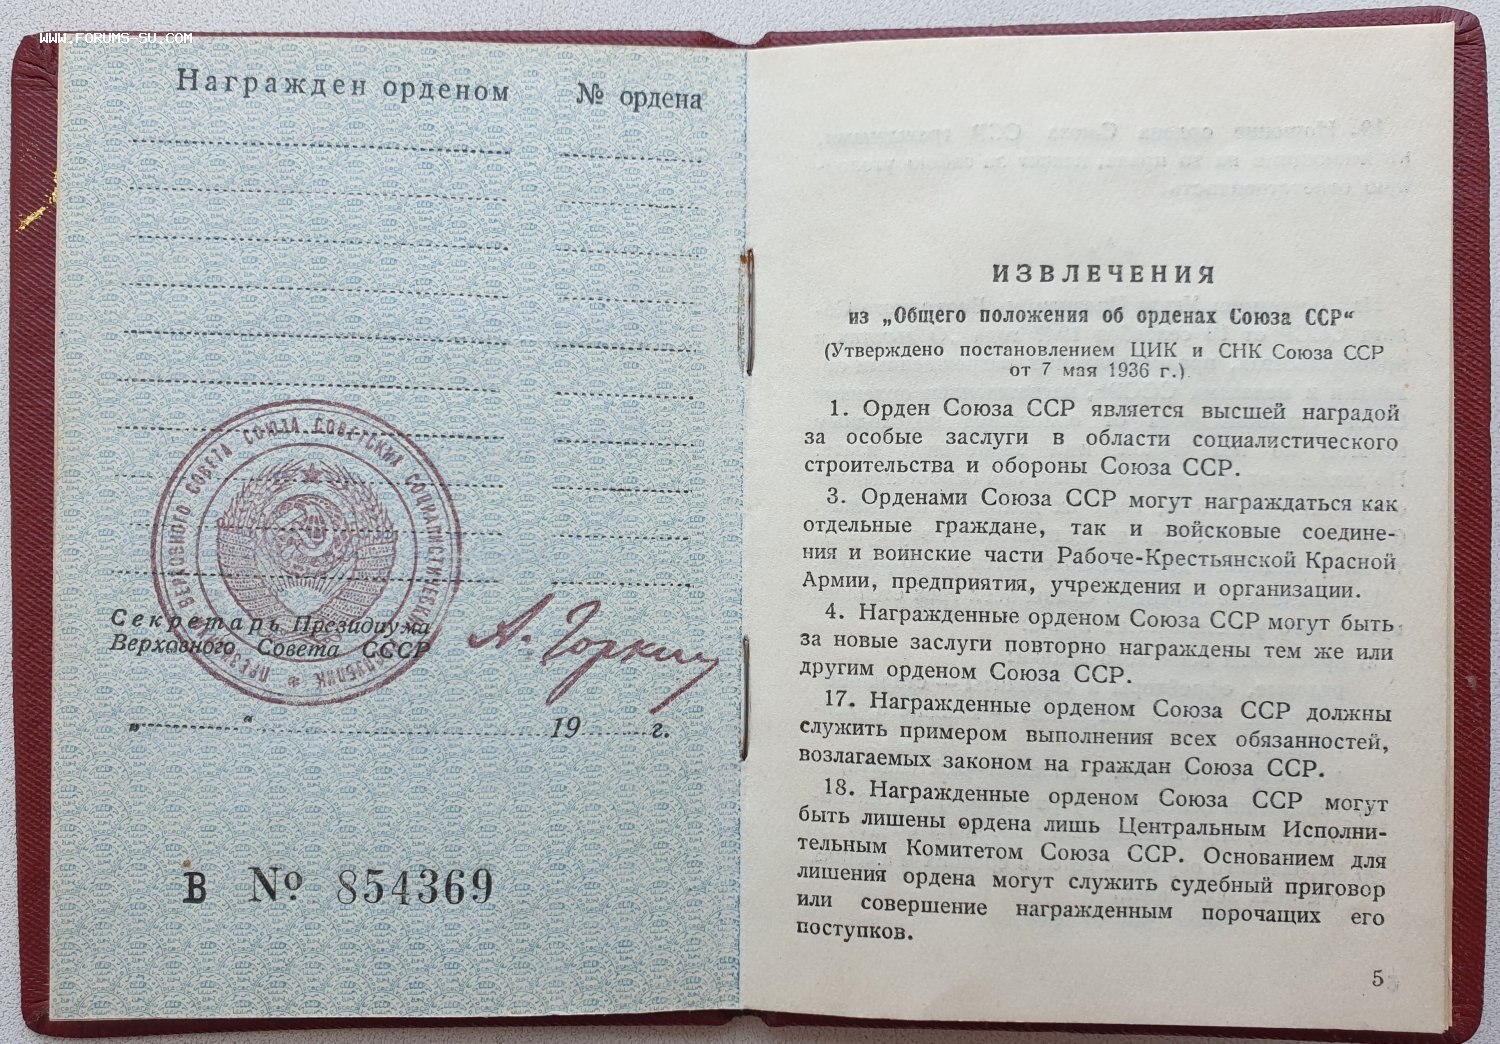 WWW.FORUMS-SU.COM
Награжден орденом № ордена
ПРЕЗИДИУМ ВЕРХОВНОГО СОВЕТА СОЮЗА СОВЕТСКИХ СОЦИАЛИСТИЧЕСКИХ РЕСПУБЛИК *
Секретарь Президиума
Верховного Совета СССР
А. Горкин
„ “ 19 г.
В № 854369
ИЗВЛЕЧЕНИЯ
из „Общего положения об орденах Союза ССР“
(Утверждено постановлением ЦИК и СНК Союза ССР
от 7 мая 1936 г.)
1. Орден Союза ССР является высшей наградой
за особые заслуги в области социалистического
строительства и обороны Союза ССР.
3. Орденами Союза ССР могут награждаться как
отдельные граждане, так и войсковые соедине-
ния и воинские части Рабоче-Крестьянской Красной
Армии, предприятия, учреждения и организации.
4. Награжденные орденом Союза ССР могут быть
за новые заслуги повторно награждены тем же или
другим орденом Союза ССР.
17. Награжденные орденом Союза ССР должны
служить примером выполнения всех обязанностей,
возлагаемых законом на граждан Союза ССР.
18. Награжденные орденом Союза ССР могут
быть лишены ордена лишь Центральным Исполни-
тельным Комитетом Союза ССР. Основанием для
лишения ордена могут служить судебный приговор
или совершение награжденным порочащих его
поступков.
5